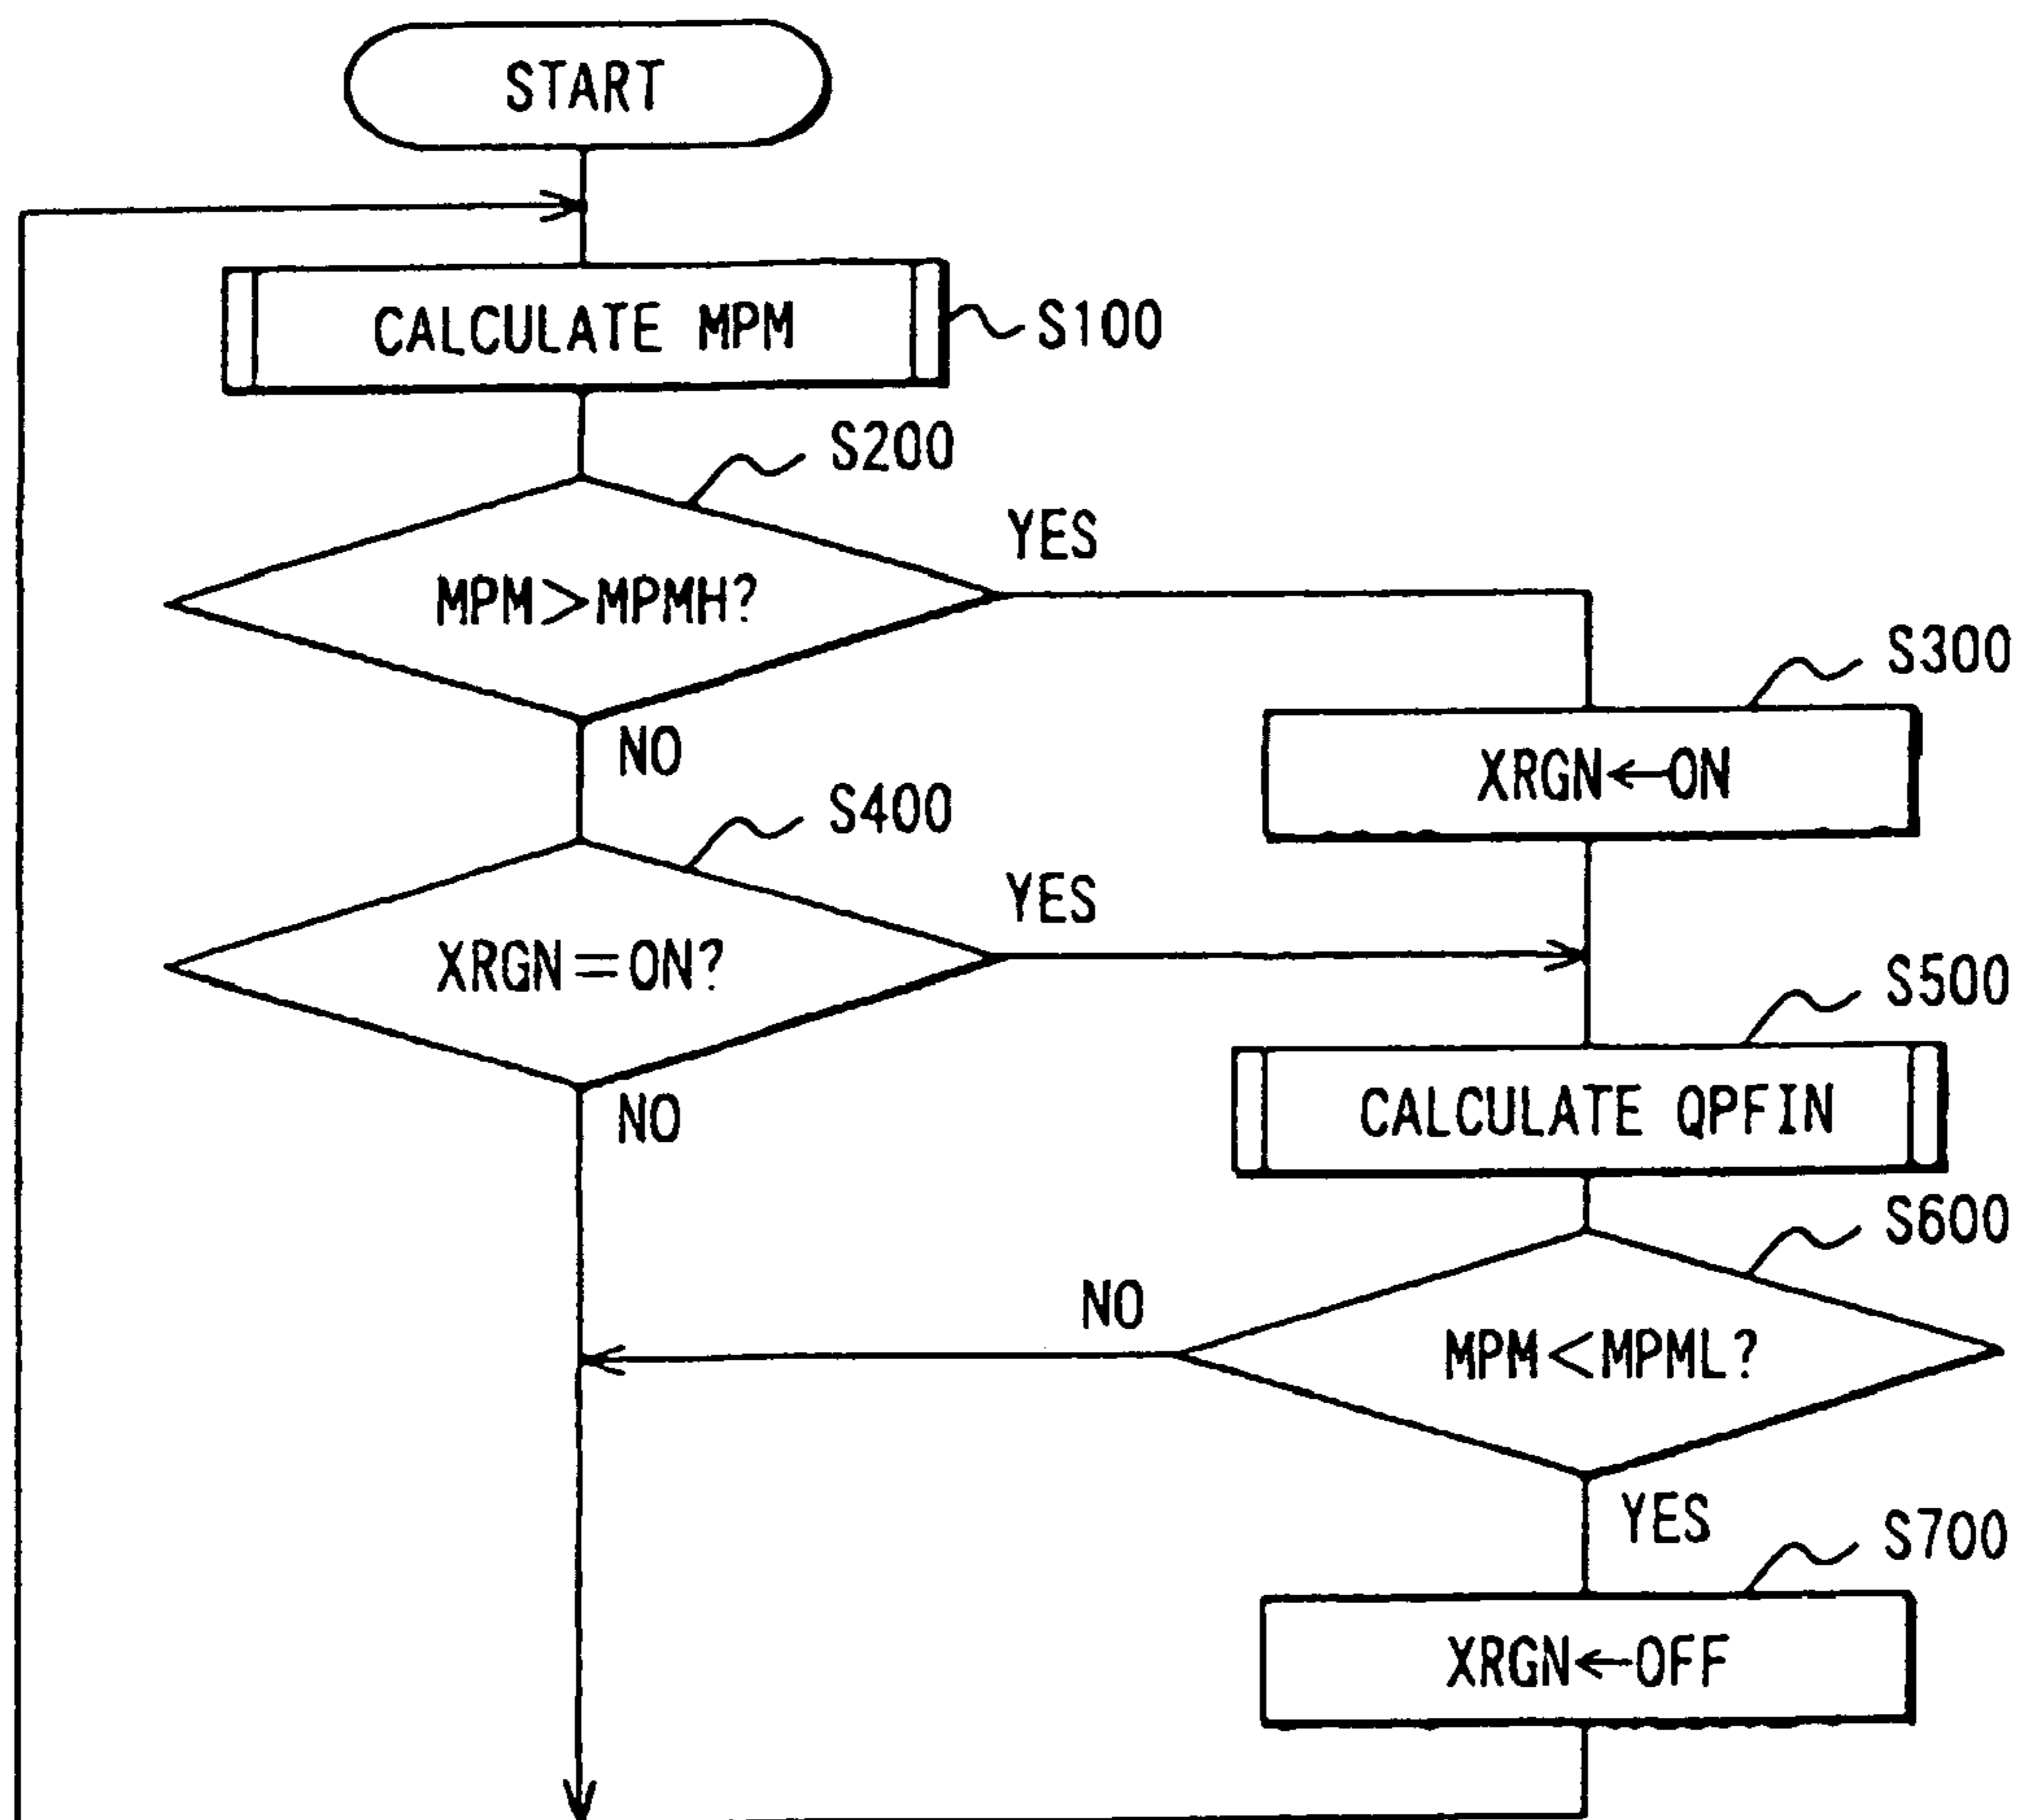 START
CALCULATE MPM
S100
S200
MPM>MPMH?
YES
NO
S300
XRGN←ON
S400
XRGN=ON?
YES
NO
S500
CALCULATE QPFIN
S600
MPM<MPML?
NO
YES
S700
XRGN←OFF